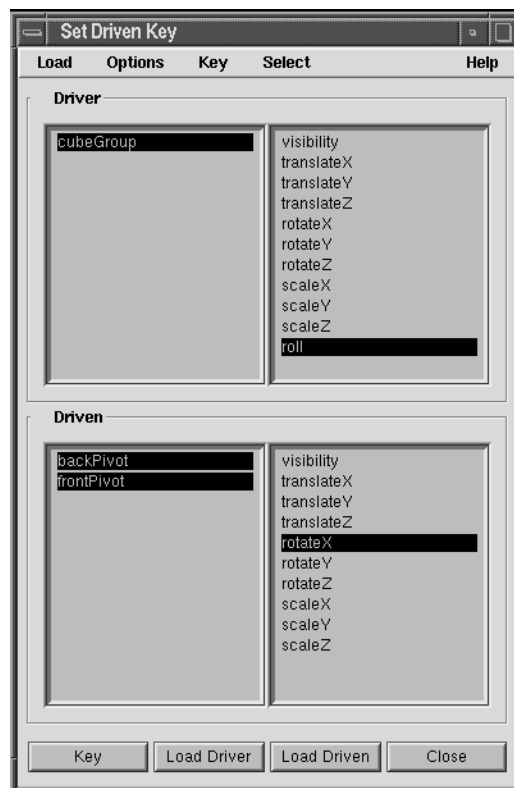 Set Driven Key
Load Options Key Select Help
Driver
cubeGroup
visibility
translateX
translateY
translateZ
rotateX
rotateY
rotateZ
scaleX
scaleY
scaleZ
roll
Driven
backPivot
frontPivot
visibility
translateX
translateY
translateZ
rotateX
rotateY
rotateZ
scaleX
scaleY
scaleZ
Key Load Driver Load Driven Close